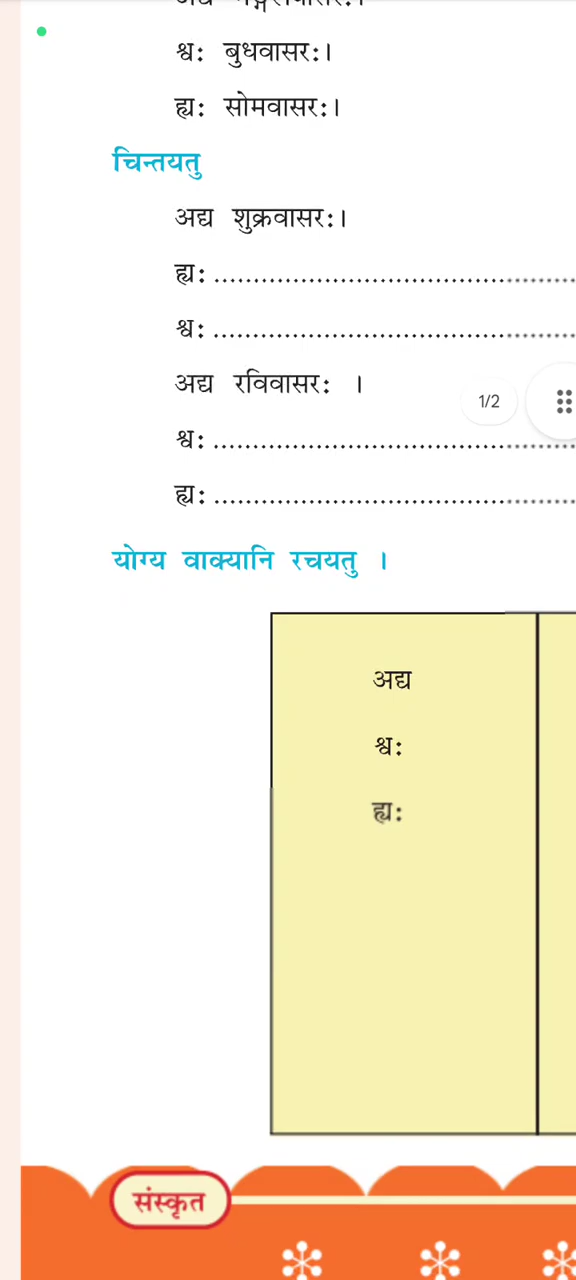 श्व: बुधवासर:।
ह्य: सोमवासर:।
चिन्तयतु
अद्य शुक्रवासर:।
ह्य: ..............................................
श्व: ..............................................
अद्य रविवासर: ।
1/2
श्व: ..............................................
ह्य: ..............................................
योग्य वाक्यानि रचयतु ।
अद्य
श्व:
ह्य:
संस्कृत